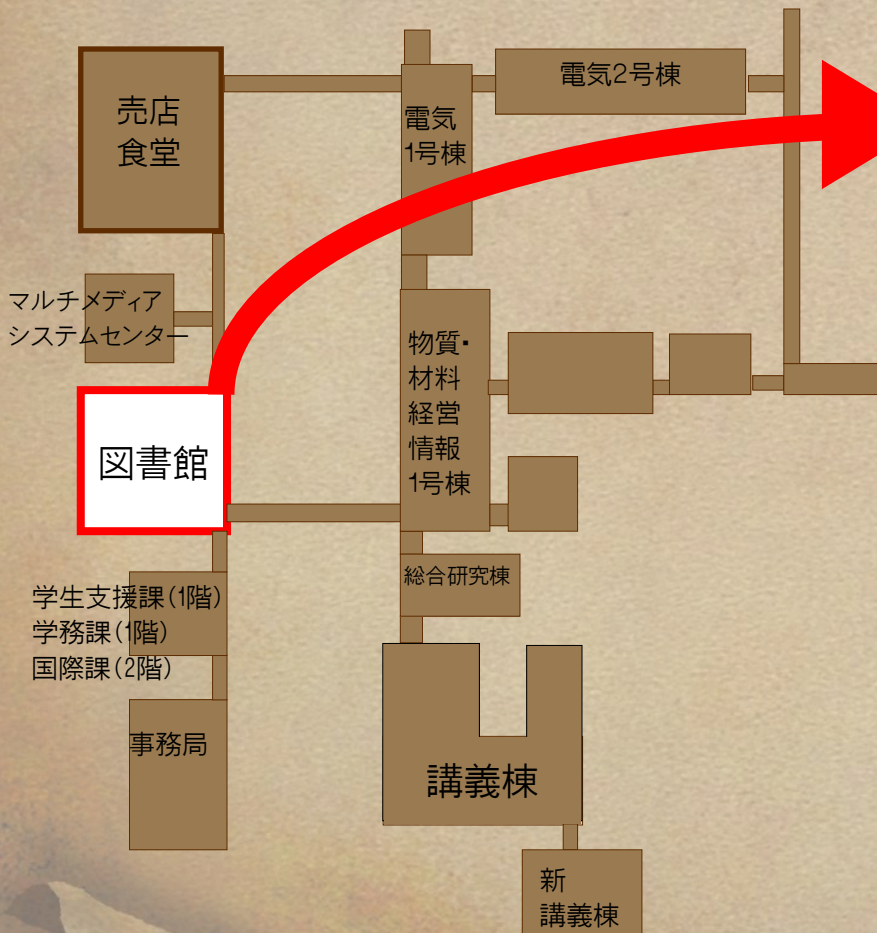 売店
食堂
電気
1号棟
電気2号棟
マルチメディア
システムセンター
図書館
物質・
材料
経営
情報
1号棟
総合研究棟
学生支援課(1階)
学務課(1階)
国際課(2階)
事務局
講義棟
新
講義棟